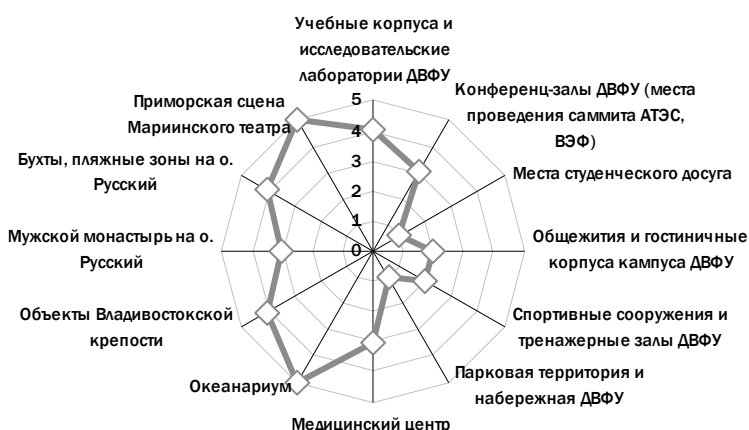 Учебные корпуса и
исследовательские
лаборатории ДВФУ
Конференц-залы ДВФУ (места
проведения саммита АТЭС,
ВЭФ)
Места студенческого досуга
Общежития и гостиничные
корпуса кампуса ДВФУ
Спортивные сооружения и
тренажерные залы ДВФУ
Парковая территория и
набережная ДВФУ
Медицинский центр
Океанариум
Объекты Владивостокской
крепости
Мужской монастырь на о.
Русский
Бухты, пляжные зоны на о.
Русский
Приморская сцена
Мариинского театра
5
4
3
2
1
0